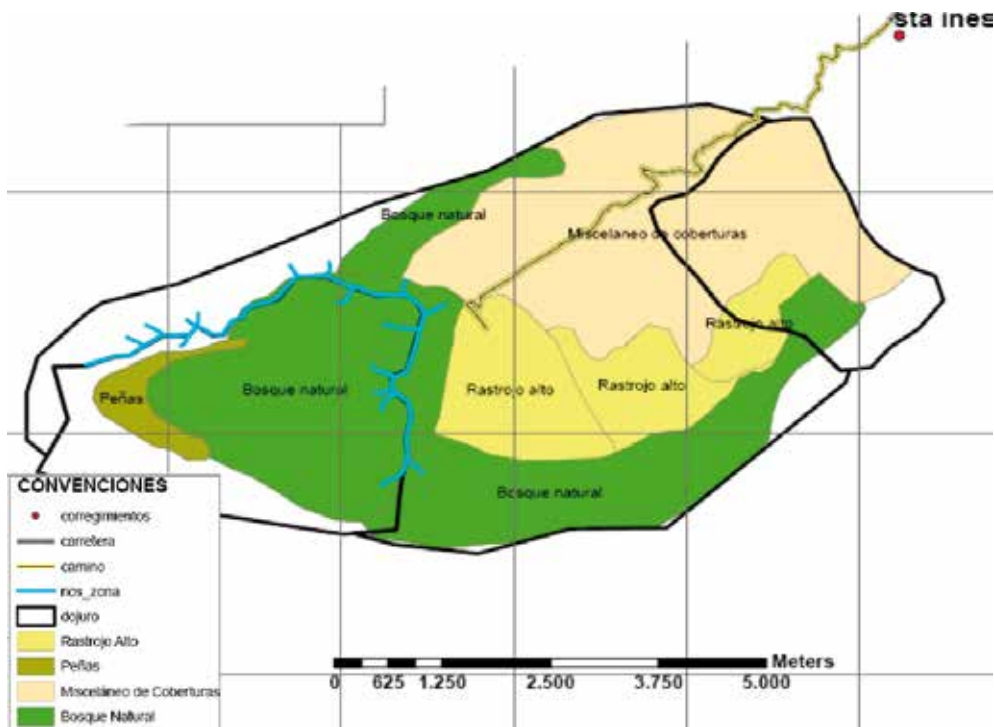 sta ines
Bosque natural
Miscelaneo de coberturas
Rastrojo alto
Peñas
Bosque natural
Rastrojo alto
Rastrojo alto
Bosque natural
CONVENCIONES
corregimientos
carretera
camino
rios_zona
dojuro
Rastrojo Alto
Peñas
Misceláneo de Coberturas
Bosque Natural
Meters
0 625 1.250 2.500 3.750 5.000